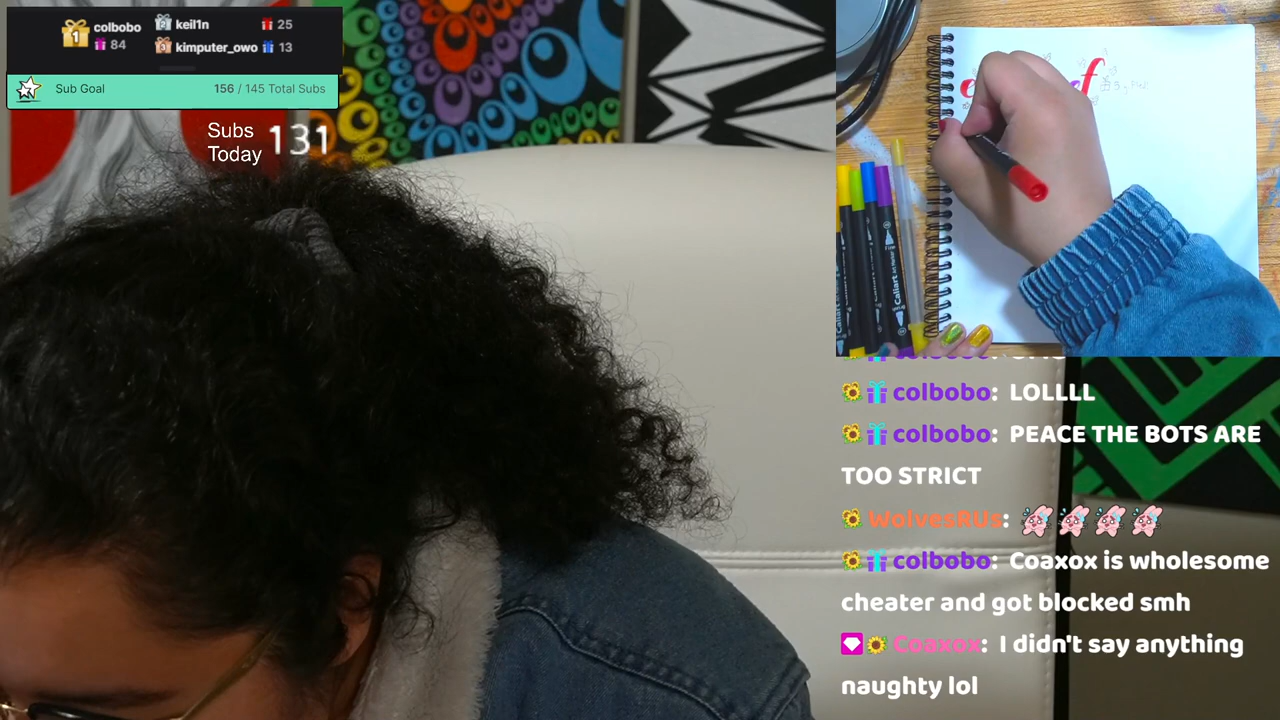 colbobo
84
keil1n
25
kimputer_owo
13
Sub Goal
156 / 145 Total Subs
Subs
Today
131
colbobo: LOLLLL
colbobo: PEACE THE BOTS ARE
TOO STRICT
WolvesRUs:
colbobo: Coaxox is wholesome
cheater and got blocked smh
Coaxox: I didn't say anything
naughty lol